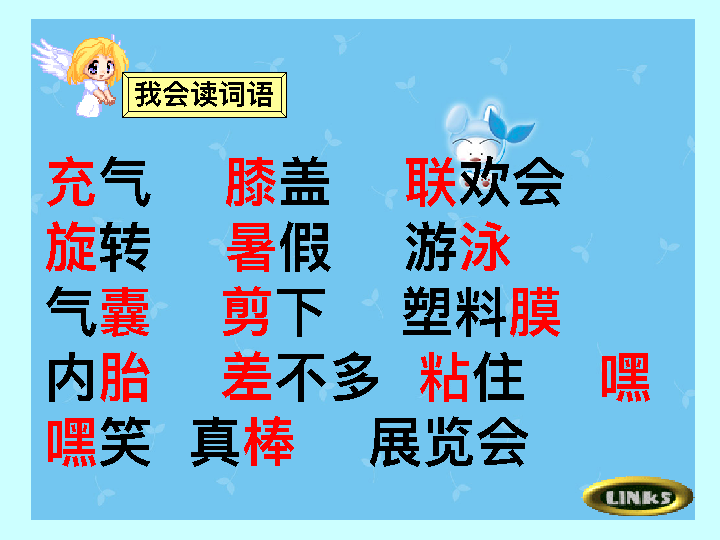 我会读词语
充气 膝盖 联欢会
旋转 暑假 游泳
气囊 剪下 塑料膜
内胎 差不多 粘住 嘿
嘿笑 真棒 展览会
LINKS